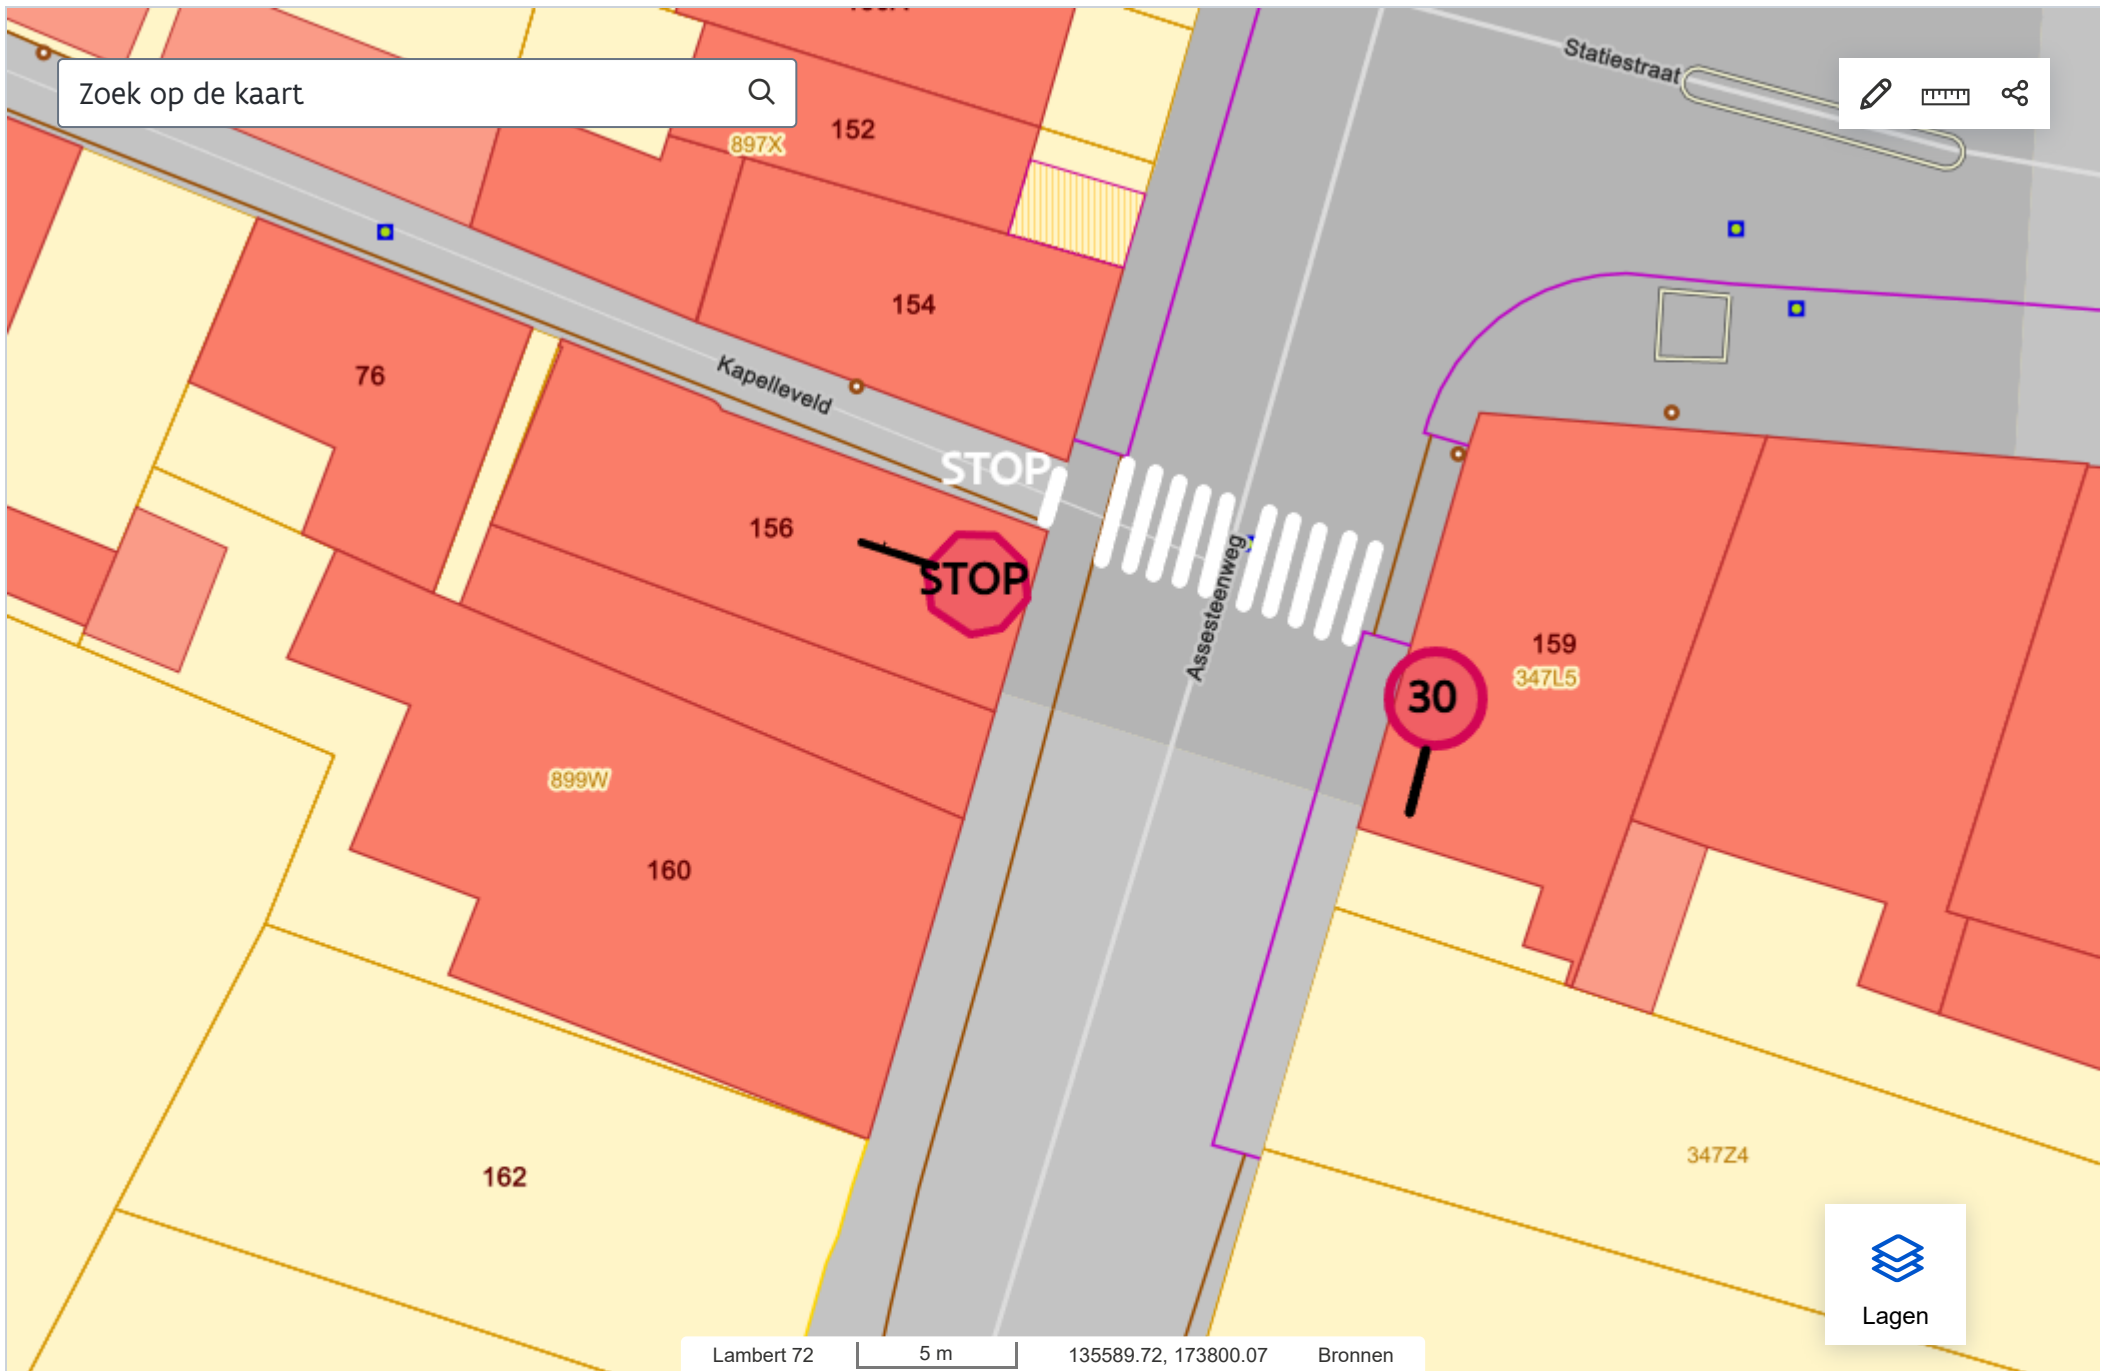 Statiestraat
Zoek op de kaart
152
897X
154
76
Kapelleveld
STOP
156
STOP
Assesteenweg
159
347L5
30
899W
160
162
347Z4
Lagen
Lambert 72
5 m
135589.72, 173800.07
Bronnen